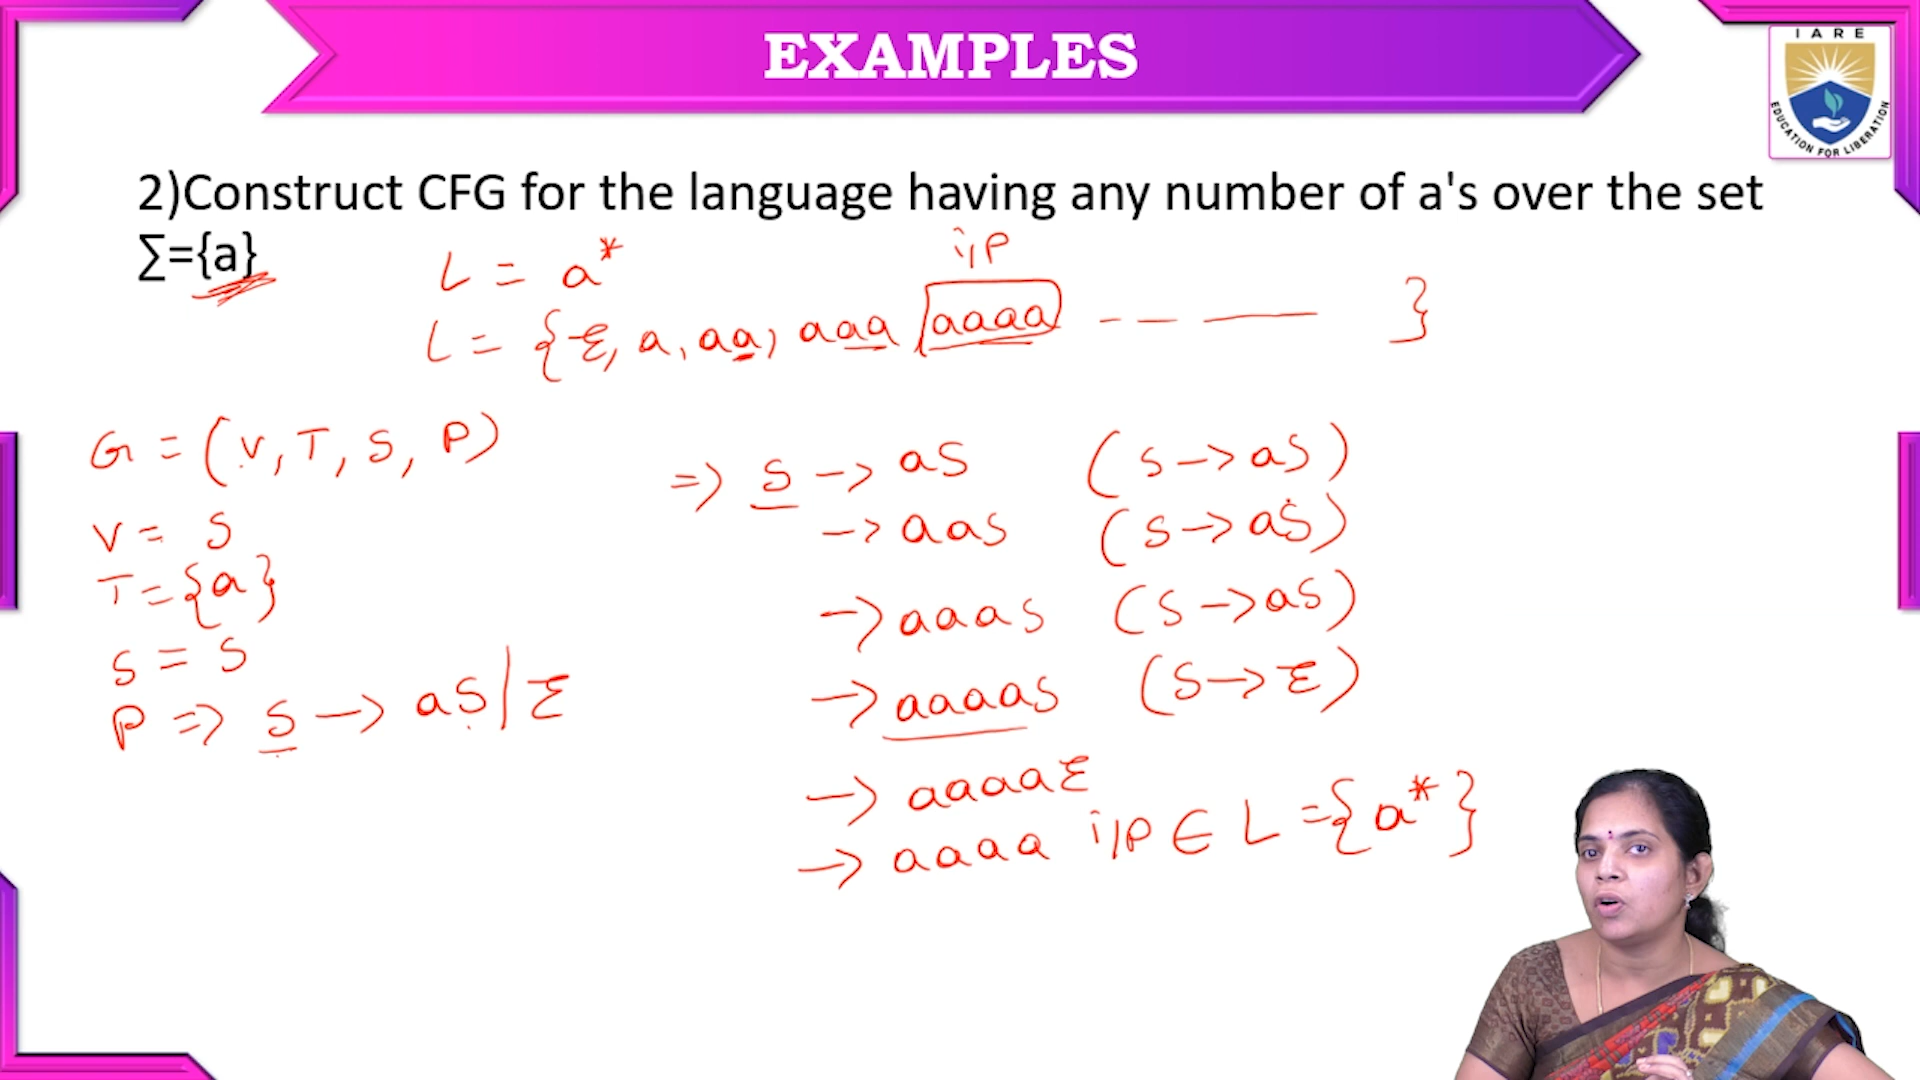 EXAMPLES
IARE
EDUCATION FOR LIBERATION
2)Construct CFG for the language having any number of a's over the set
∑={a}
L = a*
i/p
L = {ε, a, aa, aaa, aaaa -- —— }
G = (V, T, S, P)
V = S
T = {a}
S = S
P => S -> aS | ε
=> S -> aS (S -> aS)
-> aaS (S -> aS)
-> aaaS (S -> aS)
-> aaaaS (S -> ε)
-> aaaaε
-> aaaa i/p ∈ L = {a*}